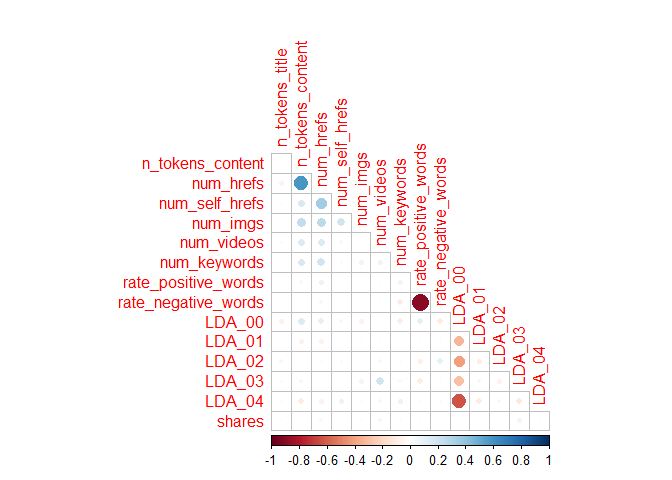 n_tokens_title
n_tokens_content
num_hrefs
num_self_hrefs
num_imgs
num_videos
num_keywords
rate_positive_words
rate_negative_words
LDA_00
LDA_01
LDA_02
LDA_03
LDA_04
n_tokens_content
num_hrefs
num_self_hrefs
num_imgs
num_videos
num_keywords
rate_positive_words
rate_negative_words
LDA_00
LDA_01
LDA_02
LDA_03
LDA_04
shares
-1 -0.8 -0.6 -0.4 -0.2 0 0.2 0.4 0.6 0.8 1